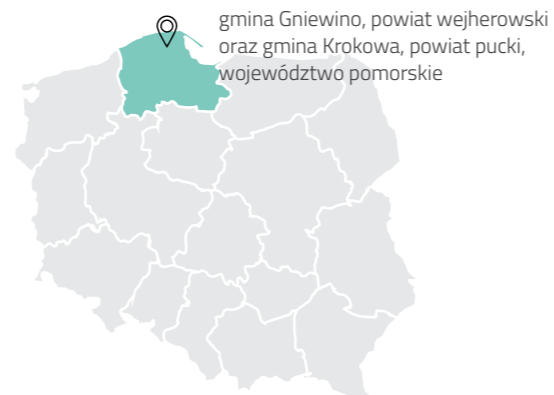 gmina Gniewino, powiat wejherowski
oraz gmina Krokowa, powiat pucki,
województwo pomorskie